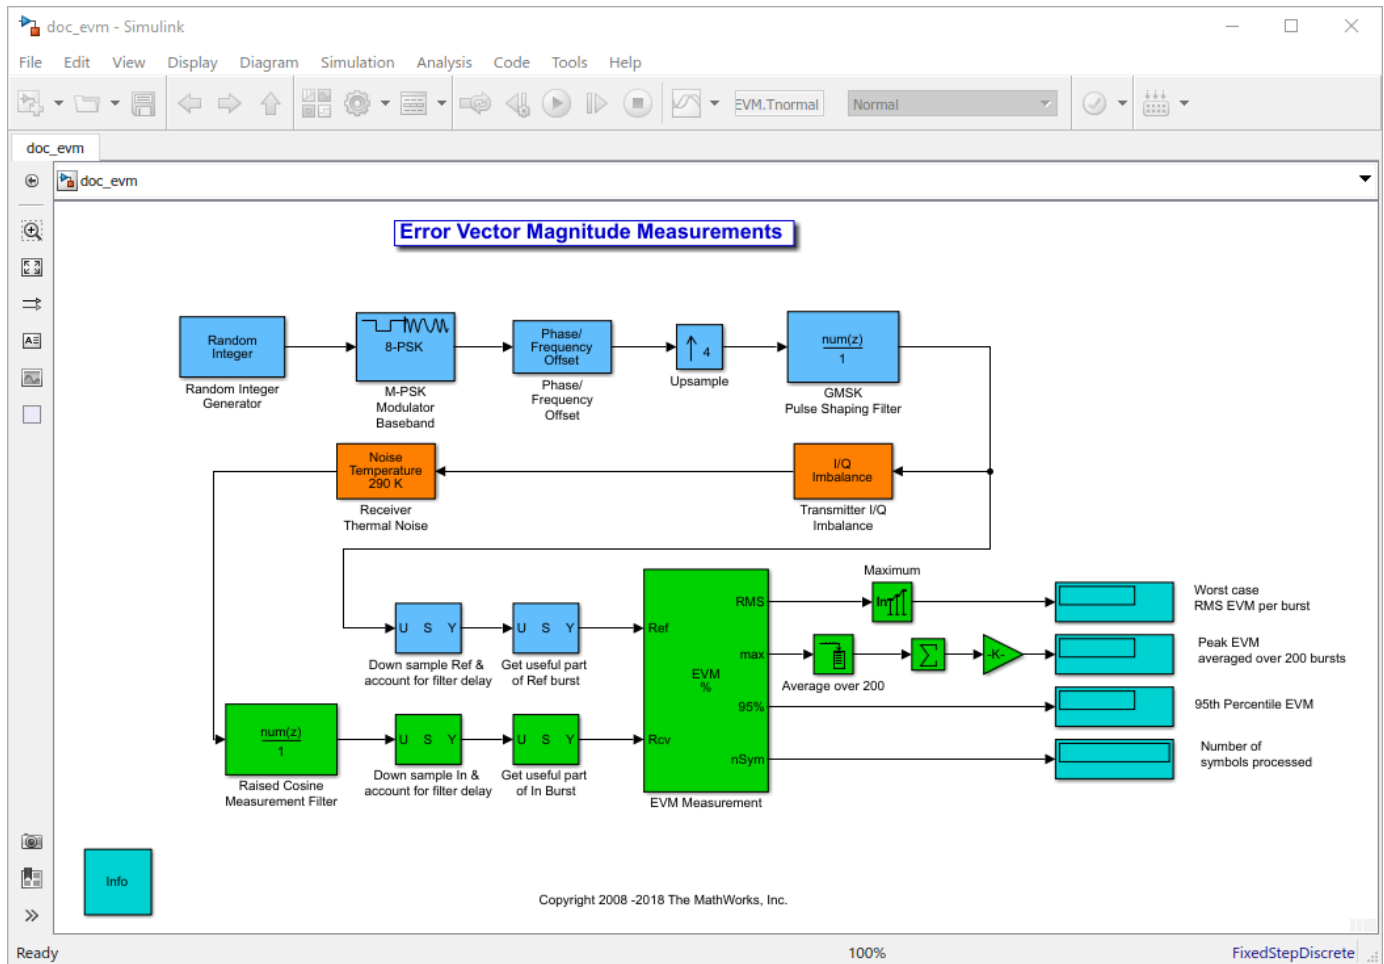 doc_evm - Simulink
File Edit View Display Diagram Simulation Analysis Code Tools Help
EVM.Tnormal Normal
doc_evm
doc_evm
Error Vector Magnitude Measurements
Random
Integer
Random Integer
Generator
8-PSK
M-PSK
Modulator
Baseband
Phase/
Frequency
Offset
Phase/
Frequency
Offset
4
Upsample
num(z)
1
GMSK
Pulse Shaping Filter
Noise
Temperature
290 K
Receiver
Thermal Noise
I/Q
Imbalance
Transmitter I/Q
Imbalance
U S Y
Down sample Ref &
account for filter delay
U S Y
Get useful part
of Ref burst
num(z)
1
Raised Cosine
Measurement Filter
U S Y
Down sample In &
account for filter delay
U S Y
Get useful part
of In Burst
Ref
Rcv
EVM
%
RMS
max
95%
nSym
EVM Measurement
Maximum
In
Average over 200
Σ
-K-
Worst case
RMS EVM per burst
Peak EVM
averaged over 200 bursts
95th Percentile EVM
Number of
symbols processed
Info
Copyright 2008 -2018 The MathWorks, Inc.
Ready 100% FixedStepDiscrete